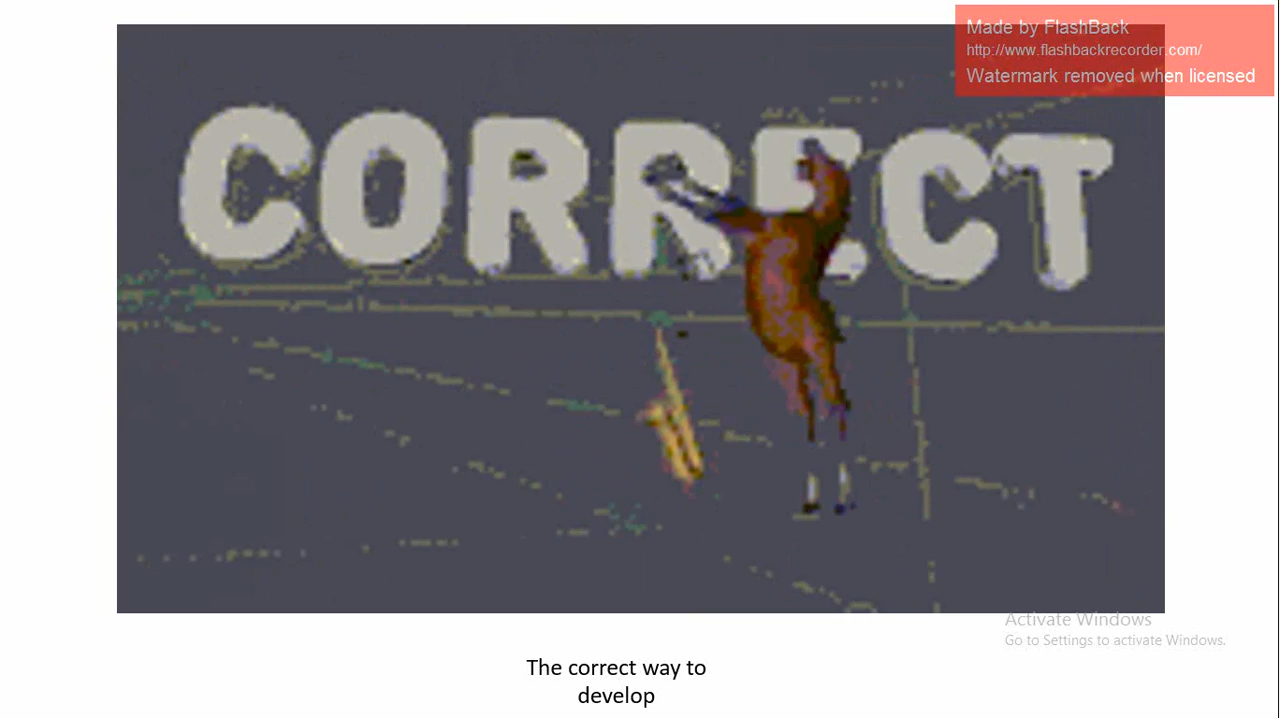 Made by FlashBack
http://www.flashbackrecorder.com/
Watermark removed when licensed
CORRECT
Activate Windows
Go to Settings to activate Windows.
The correct way to
develop